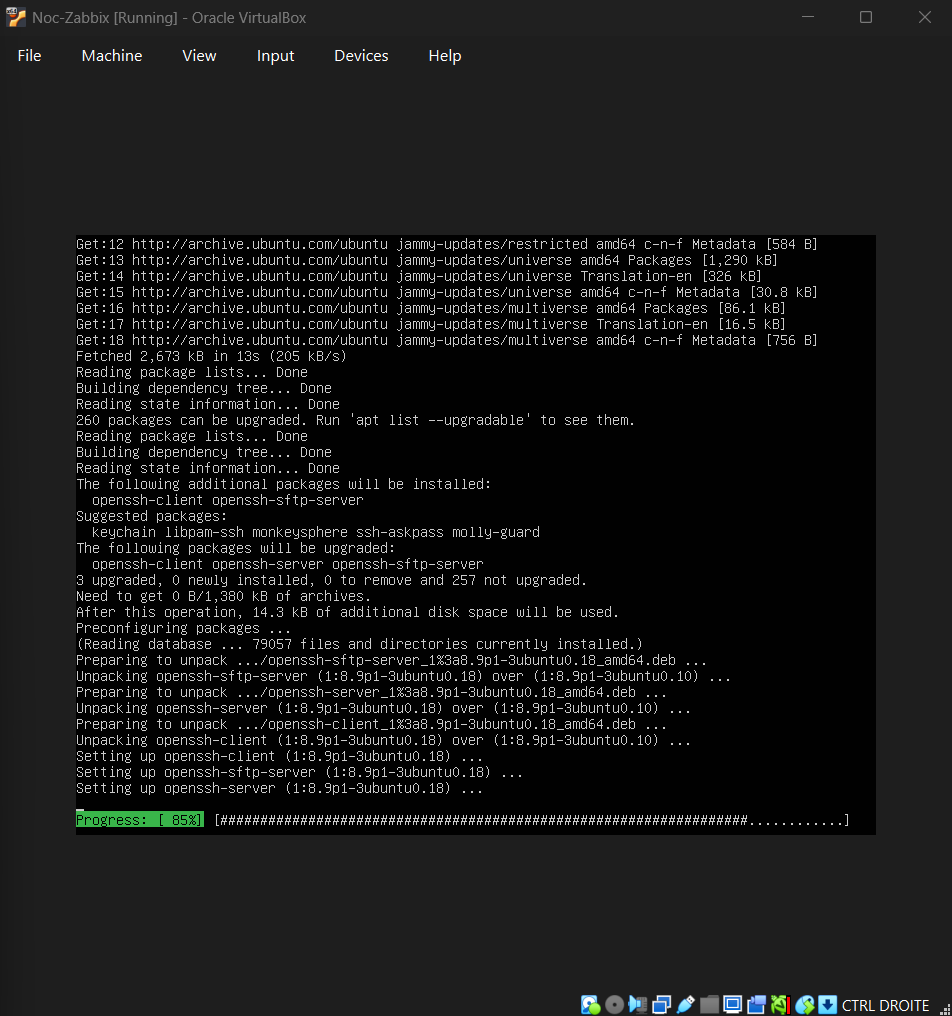 Noc-Zabbix [Running] - Oracle VirtualBox
File Machine View Input Devices Help
Get:12 http://archive.ubuntu.com/ubuntu jammy-updates/restricted amd64 c-n-f Metadata [584 B]
Get:13 http://archive.ubuntu.com/ubuntu jammy-updates/universe amd64 Packages [1,290 kB]
Get:14 http://archive.ubuntu.com/ubuntu jammy-updates/universe Translation-en [326 kB]
Get:15 http://archive.ubuntu.com/ubuntu jammy-updates/universe amd64 c-n-f Metadata [30.8 kB]
Get:16 http://archive.ubuntu.com/ubuntu jammy-updates/multiverse amd64 Packages [86.1 kB]
Get:17 http://archive.ubuntu.com/ubuntu jammy-updates/multiverse Translation-en [16.5 kB]
Get:18 http://archive.ubuntu.com/ubuntu jammy-updates/multiverse amd64 c-n-f Metadata [756 B]
Fetched 2,673 kB in 13s (205 kB/s)
Reading package lists... Done
Building dependency tree... Done
Reading state information... Done
260 packages can be upgraded. Run 'apt list --upgradable' to see them.
Reading package lists... Done
Building dependency tree... Done
Reading state information... Done
The following additional packages will be installed:
  openssh-client openssh-sftp-server
Suggested packages:
  keychain libpam-ssh monkeysphere ssh-askpass molly-guard
The following packages will be upgraded:
  openssh-client openssh-server openssh-sftp-server
3 upgraded, 0 newly installed, 0 to remove and 257 not upgraded.
Need to get 0 B/1,380 kB of archives.
After this operation, 14.3 kB of additional disk space will be used.
Preconfiguring packages ...
(Reading database ... 79057 files and directories currently installed.)
Preparing to unpack .../openssh-sftp-server_1%3a8.9p1-3ubuntu0.18_amd64.deb ...
Unpacking openssh-sftp-server (1:8.9p1-3ubuntu0.18) over (1:8.9p1-3ubuntu0.10) ...
Preparing to unpack .../openssh-server_1%3a8.9p1-3ubuntu0.18_amd64.deb ...
Unpacking openssh-server (1:8.9p1-3ubuntu0.18) over (1:8.9p1-3ubuntu0.10) ...
Preparing to unpack .../openssh-client_1%3a8.9p1-3ubuntu0.18_amd64.deb ...
Unpacking openssh-client (1:8.9p1-3ubuntu0.18) over (1:8.9p1-3ubuntu0.10) ...
Setting up openssh-client (1:8.9p1-3ubuntu0.18) ...
Setting up openssh-sftp-server (1:8.9p1-3ubuntu0.18) ...
Setting up openssh-server (1:8.9p1-3ubuntu0.18) ...
Progress: [ 85%] [##################################################################............]
CTRL DROITE